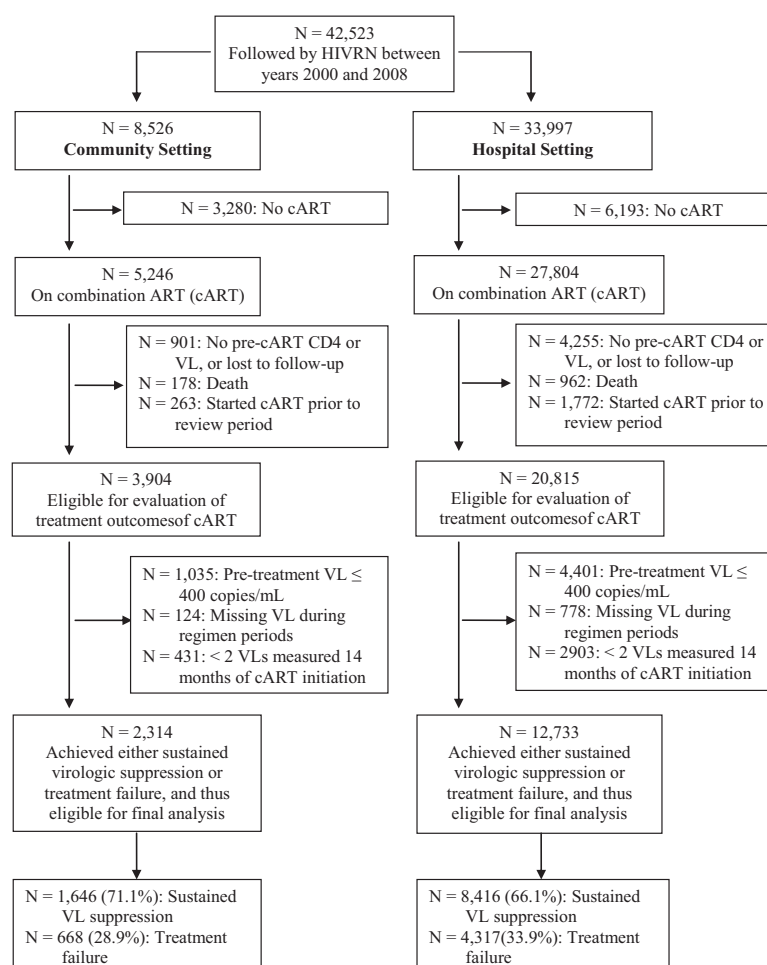 N = 42,523
Followed by HIVRN between
years 2000 and 2008
N = 8,526
Community Setting
N = 33,997
Hospital Setting
N = 3,280: No cART
N = 6,193: No cART
N = 5,246
On combination ART (cART)
N = 27,804
On combination ART (cART)
N = 901: No pre-cART CD4 or
VL, or lost to follow-up
N = 178: Death
N = 263: Started cART prior to
review period
N = 4,255: No pre-cART CD4 or
VL, or lost to follow-up
N = 962: Death
N = 1,772: Started cART prior to
review period
N = 3,904
Eligible for evaluation of
treatment outcomesof cART
N = 20,815
Eligible for evaluation of
treatment outcomesof cART
N = 1,035: Pre-treatment VL ≤
400 copies/mL
N = 124: Missing VL during
regimen periods
N = 431: < 2 VLs measured 14
months of cART initiation
N = 4,401: Pre-treatment VL ≤
400 copies/mL
N = 778: Missing VL during
regimen periods
N = 2903: < 2 VLs measured 14
months of cART initiation
N = 2,314
Achieved either sustained
virologic suppression or
treatment failure, and thus
eligible for final analysis
N = 12,733
Achieved either sustained
virologic suppression or
treatment failure, and thus
eligible for final analysis
N = 1,646 (71.1%): Sustained
VL suppression
N = 668 (28.9%): Treatment
failure
N = 8,416 (66.1%): Sustained
VL suppression
N = 4,317(33.9%): Treatment
failure